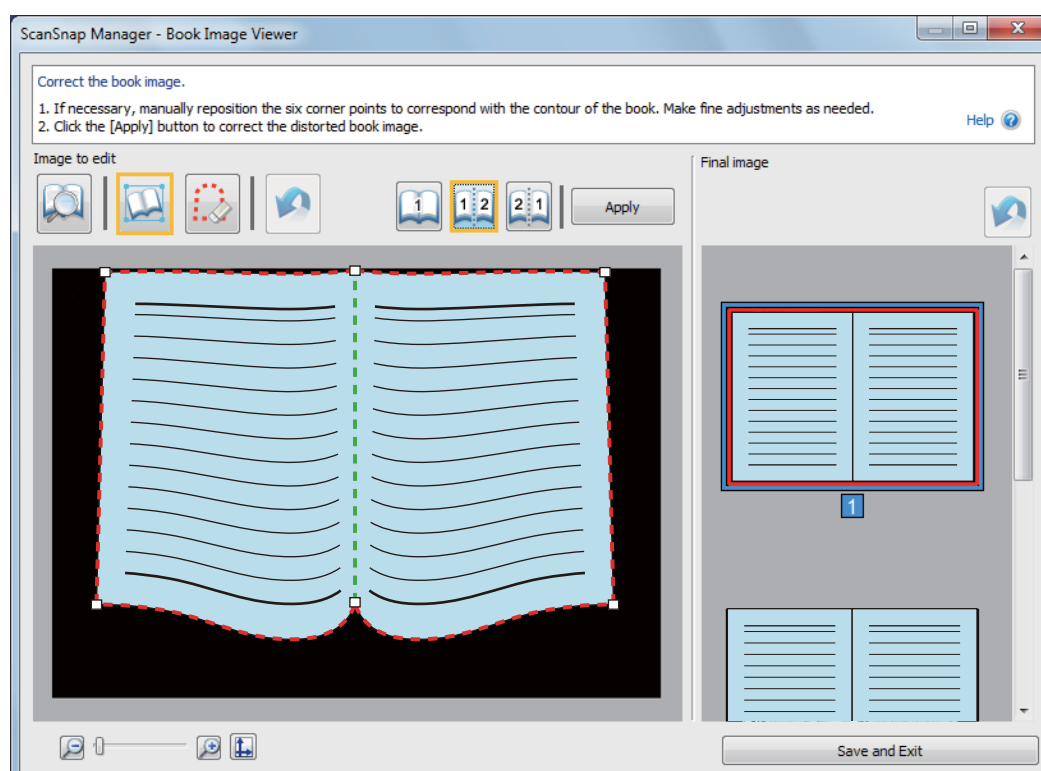 ScanSnap Manager - Book Image Viewer
Correct the book image.
1. If necessary, manually reposition the six corner points to correspond with the contour of the book. Make fine adjustments as needed.
2. Click the [Apply] button to correct the distorted book image.
Help
Image to edit
Final image
1
1 2
2 1
Apply
1
Save and Exit